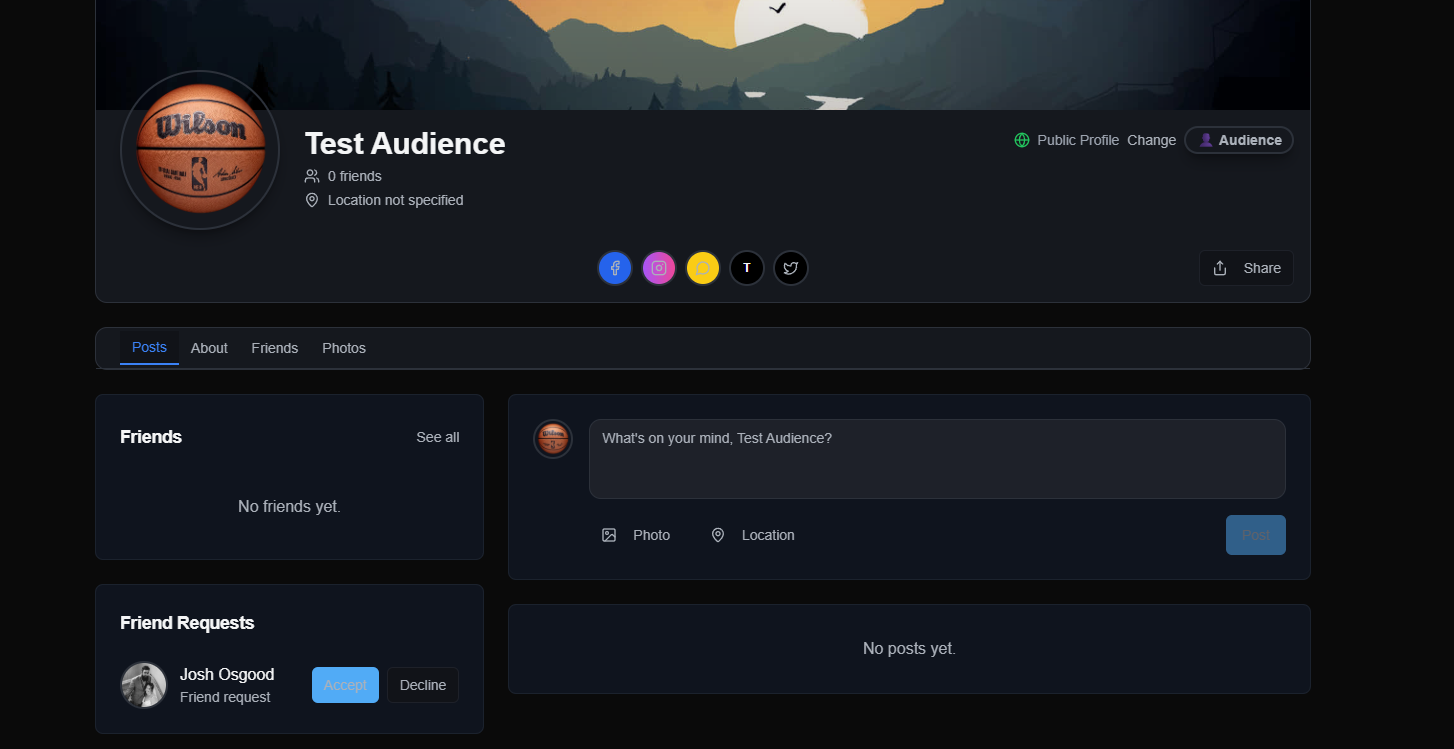 Wilson
Test Audience
Public Profile Change Audience
0 friends
Location not specified
T
Share
Posts About Friends Photos
Friends
See all
No friends yet.
What's on your mind, Test Audience?
Photo Location Post
Friend Requests
Josh Osgood
Friend request
Accept Decline
No posts yet.